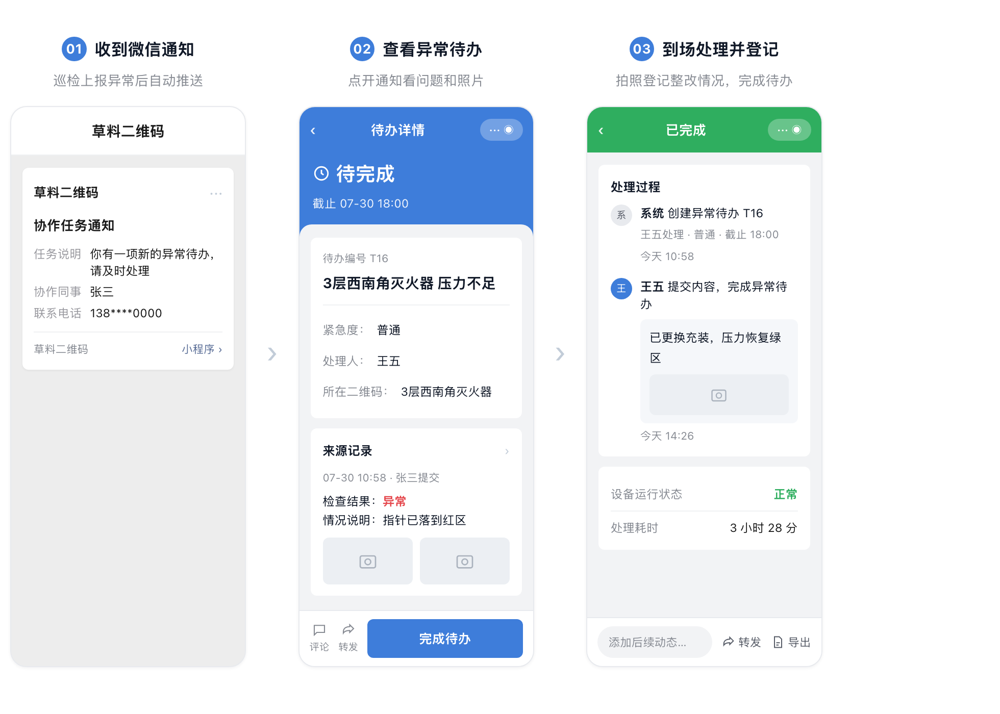 01 收到微信通知
巡检上报异常后自动推送
草料二维码
草料二维码
协作任务通知
任务说明 你有一项新的异常待办，
请及时处理
协作同事 张三
联系电话 138****0000
草料二维码 小程序 ›
02 查看异常待办
点开通知看问题和照片
待办详情
待完成
截止 07-30 18:00
待办编号 T16
3层西南角灭火器 压力不足
紧急度： 普通
处理人： 王五
所在二维码： 3层西南角灭火器
来源记录
07-30 10:58 · 张三提交
检查结果：异常
情况说明：指针已落到红区
评论 转发 完成待办
03 到场处理并登记
拍照登记整改情况，完成待办
已完成
处理过程
系 系统 创建异常待办 T16
王五处理 · 普通 · 截止 18:00
今天 10:58
王 王五 提交内容，完成异常待
办
已更换充装，压力恢复绿
区
今天 14:26
设备运行状态 正常
处理耗时 3 小时 28 分
添加后续动态... 转发 导出